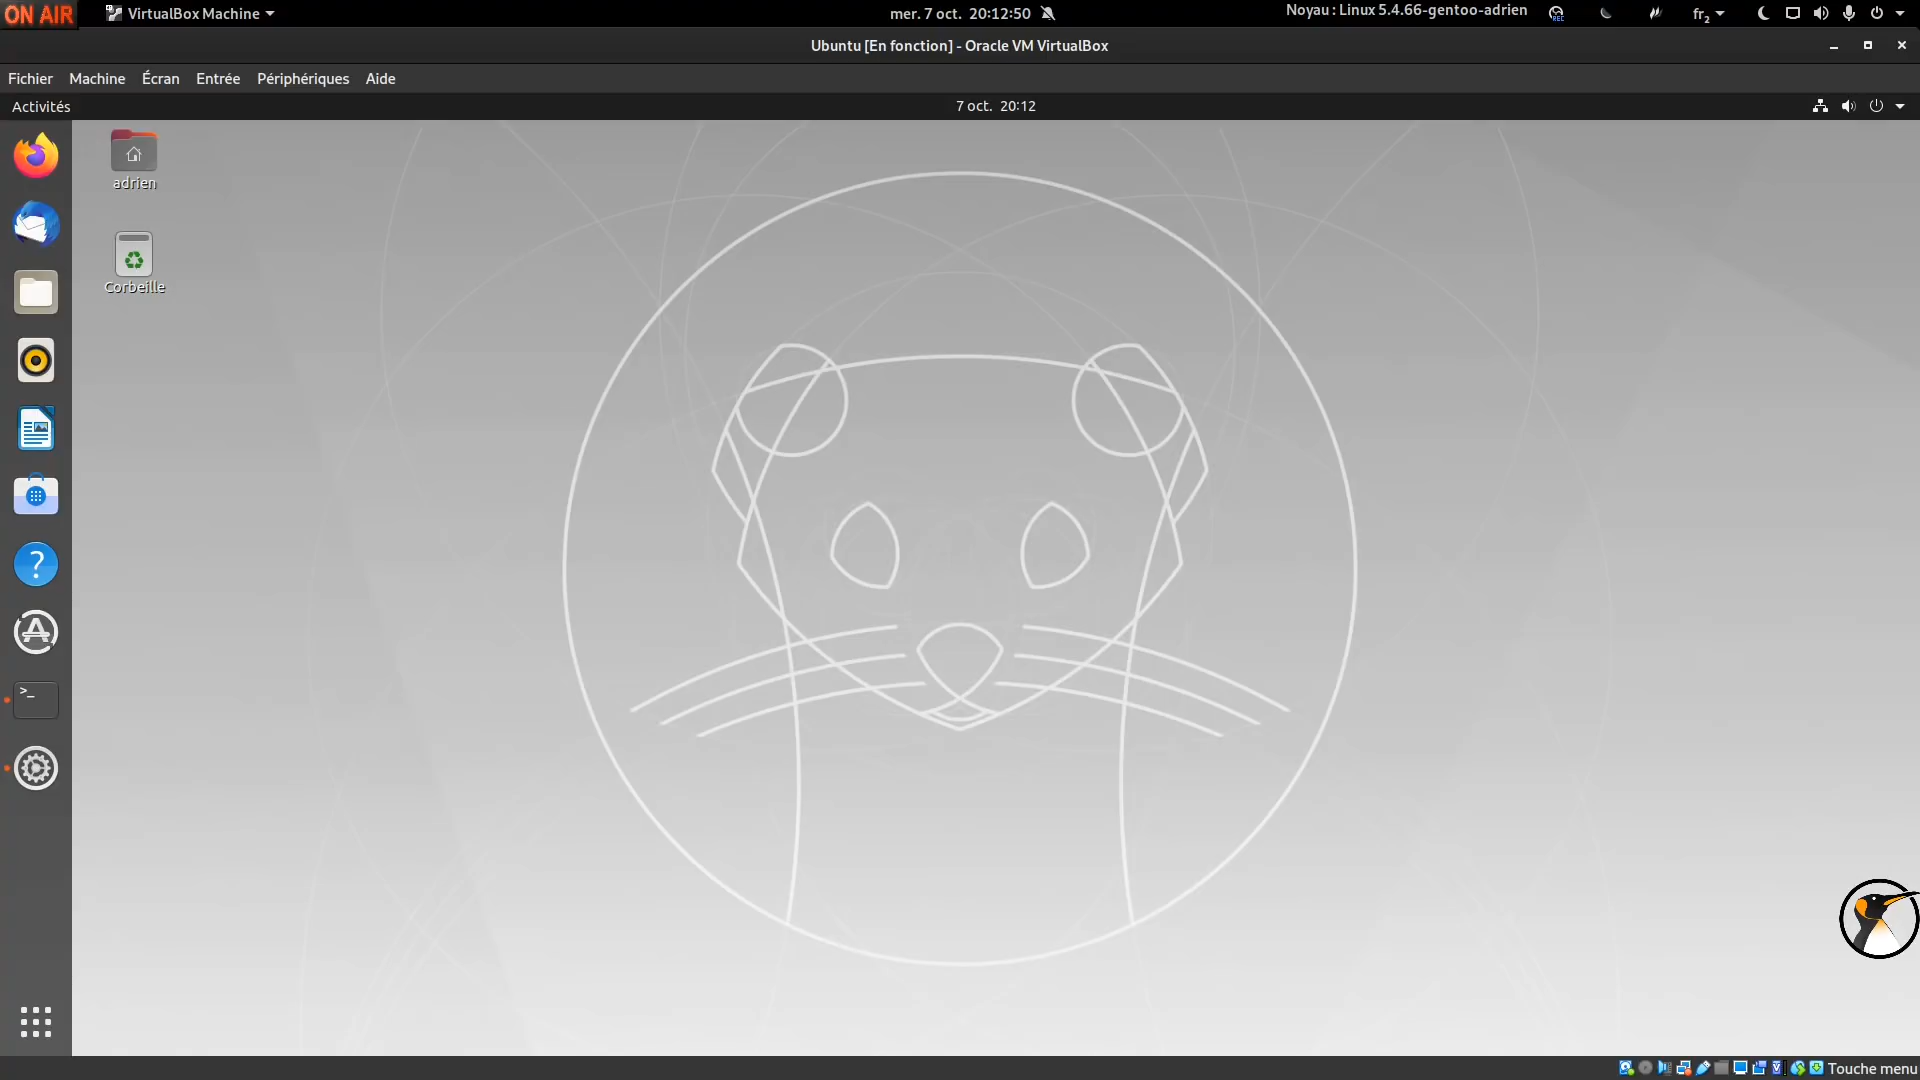 ON AIR
VirtualBox Machine
mer. 7 oct. 20:12:50
Noyau : Linux 5.4.66-gentoo-adrien
REC
fr₂
Ubuntu [En fonction] - Oracle VM VirtualBox
Fichier Machine Écran Entrée Périphériques Aide
Activités
7 oct. 20:12
adrien
Corbeille
?
>_
Touche menu